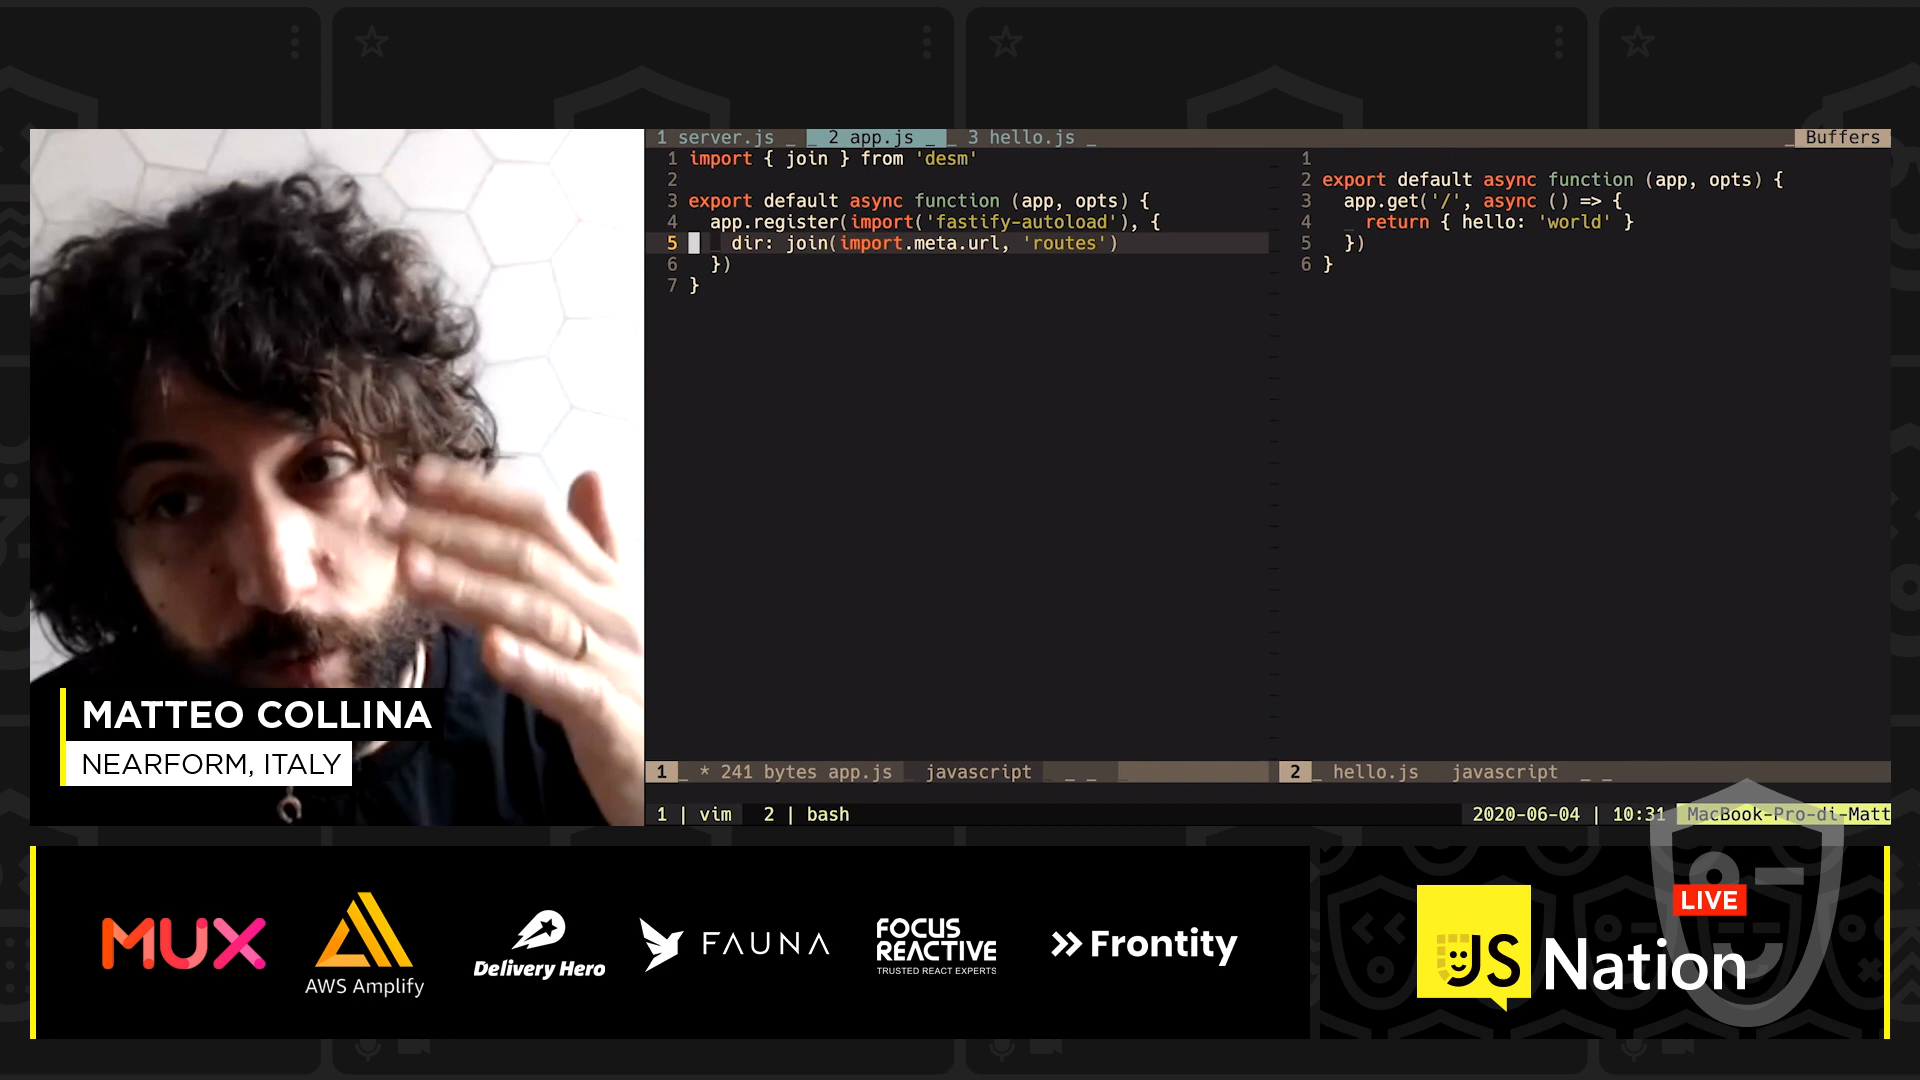 1 server.js _ _ 2 app.js _ _ 3 hello.js _
_ Buffers
1 import { join } from 'desm'
2
3 export default async function (app, opts) {
4 app.register(import('fastify-autoload'), {
5 dir: join(import.meta.url, 'routes')
6 })
7 }
1
2 export default async function (app, opts) {
3 app.get('/', async () => {
4 _ return { hello: 'world' }
5 })
6 }
1 _ * 241 bytes app.js javascript _ _
2 _ hello.js javascript _ _
1 | vim 2 | bash
2020-06-04 | 10:31 MacBook-Pro-di-Matt
MATTEO COLLINA
NEARFORM, ITALY
MUX
AWS Amplify
Delivery Hero
FAUNA
FOCUS
REACTIVE
TRUSTED REACT EXPERTS
Frontity
LIVE
JS Nation